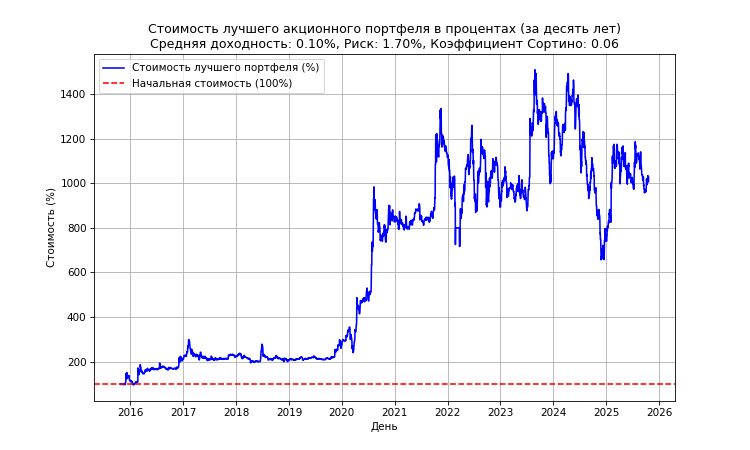 Стоимость лучшего акционного портфеля в процентах (за десять лет)
Средняя доходность: 0.10%, Риск: 1.70%, Коэффициент Сортино: 0.06
Стоимость лучшего портфеля (%)
Начальная стоимость (100%)
Стоимость (%)
1400
1200
1000
800
600
400
200
2016 2017 2018 2019 2020 2021 2022 2023 2024 2025 2026
День